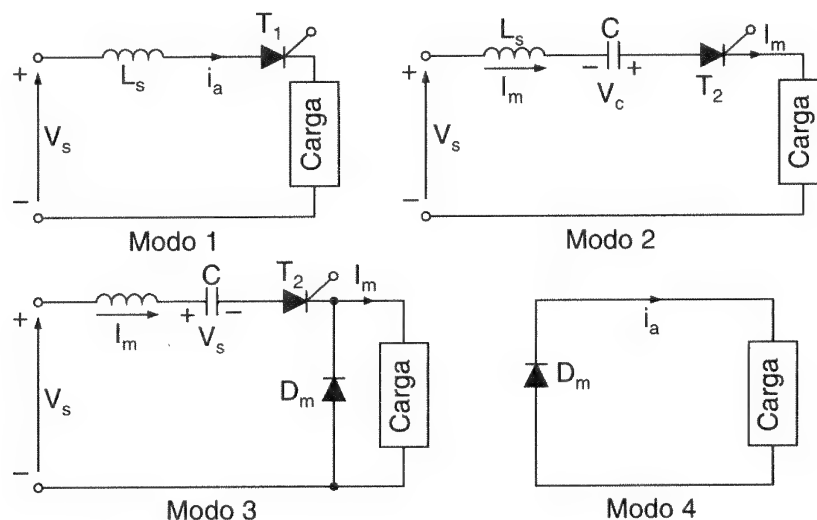 T1
+
Ls
ia
Vs
Carga
−
Modo 1
Ls
C
Im
+
Im
− +
Vc
T2
Vs
Carga
−
Modo 2
C
T2
Im
+
Im
+ −
Vs
Vs
Dm
Carga
−
Modo 3
ia
Dm
Carga
Modo 4